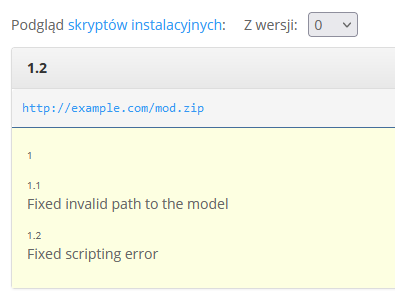 Podgląd skryptów instalacyjnych: Z wersji: 0
1.2
http://example.com/mod.zip
1
1.1
Fixed invalid path to the model
1.2
Fixed scripting error